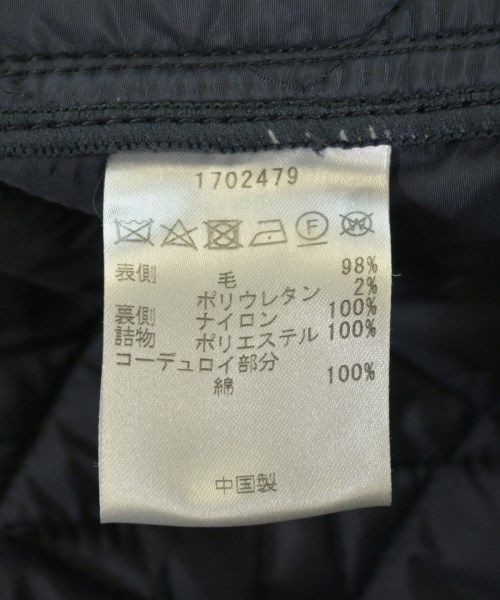 1702479
F W
表側 毛 98%
ポリウレタン 2%
裏側 ナイロン 100%
詰物 ポリエステル 100%
コーデュロイ部分
綿 100%
中国製